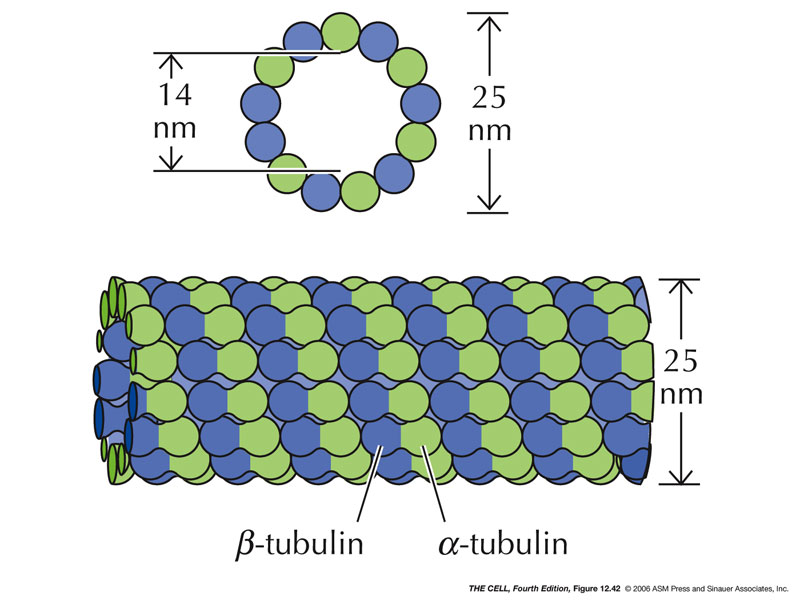 14
nm
25
nm
25
nm
β-tubulin
α-tubulin
THE CELL, Fourth Edition, Figure 12.42 © 2006 ASM Press and Sinauer Associates, Inc.